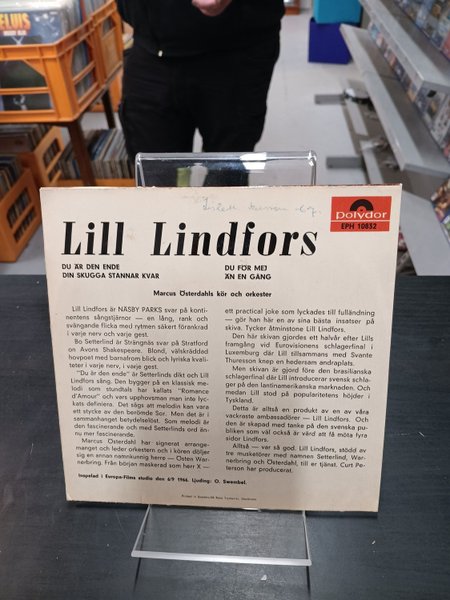 ELVIS
polydor
EPH 10852
Lill Lindfors
DU ÄR DEN ENDE
DIN SKUGGA STANNAR KVAR
DU FÖR MEJ
ÄN EN GÅNG
Marcus Österdahls kör och orkester
Lill Lindfors är NÄSBY PARKS svar på kon-
tinentens sångstjärnor — en lång, rank och
svängande flicka med rytmen säkert förankrad
i varje nerv och varje gest.
Bo Setterlind är Strängnäs svar på Stratford
on Avons Shakespeare. Blond, välskräddad
hovpoet med barnafrom blick och lyriska kvali-
teter i varje nerv, i varje gest.
"Du är den ende" är Setterlinds dikt och Lill
Lindfors sång. Den bygger på en klassisk melo-
di som stundtals har kallats "Romance
d'Amour" och vars upphovsman man inte lyc-
kats definiera. Det sägs att melodin kan vara
ett stycke av den berömde Sor. Men det är i
sammanhanget betydelselöst. Som melodi är
den fascinerande och med Setterlinds ord än-
nu mer fascinerande.
Marcus Österdahl har signerat arrange-
manget och leder orkestern och i kören döljer
sig en annan namnkunnig herre — Östen War-
nerbring. Från början maskerad som herr X —
ett practical joke som lyckades till fulländning
— gör han här en av sina bästa insatser på
skiva. Tycker åtminstone Lill Lindfors.
Den här skivan gjordes ett halvår efter Lills
framgång vid Eurovisionens schlagerfinal i
Luxemburg där Lill tillsammans med Svante
Thuresson knep en hedersam andraplats.
Men skivan är gjord före den brasilianska
schlagerfinal där Lill introducerar svensk schla-
ger på den latinamerikanska marknaden. Och
medan Lill stod på popularitetens höjder i
Tyskland.
Detta är alltså en produkt av en av våra
vackraste ambassadörer — Lill Lindfors. Och
den är skapad med tanke på den svenska pu-
bliken som väl också är värd att få möta fyra
sidor Lindfors.
Alltså — var så god. Lill Lindfors, stödd av
tre musketörer med namnen Setterlind, War-
nerbring och Österdahl, till er tjänst. Curt Pe-
terson har producerat.
Inspelad i Europa-Films studio den 6/9 1966. Ljuding: O. Swembel.